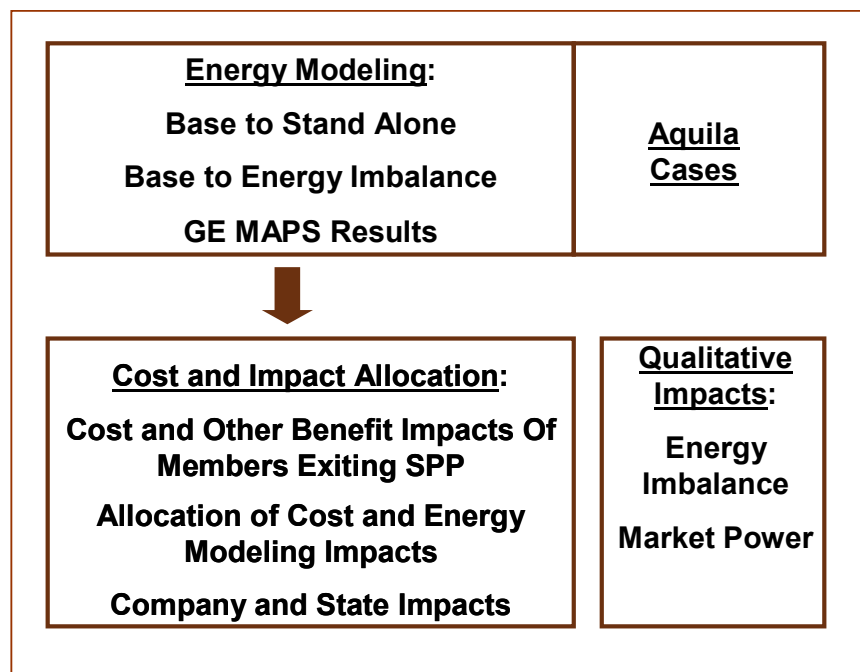 Energy Modeling:
Base to Stand Alone
Base to Energy Imbalance
GE MAPS Results
Aquila
Cases
Cost and Impact Allocation:
Cost and Other Benefit Impacts Of
Members Exiting SPP
Allocation of Cost and Energy
Modeling Impacts
Company and State Impacts
Qualitative
Impacts:
Energy
Imbalance
Market Power